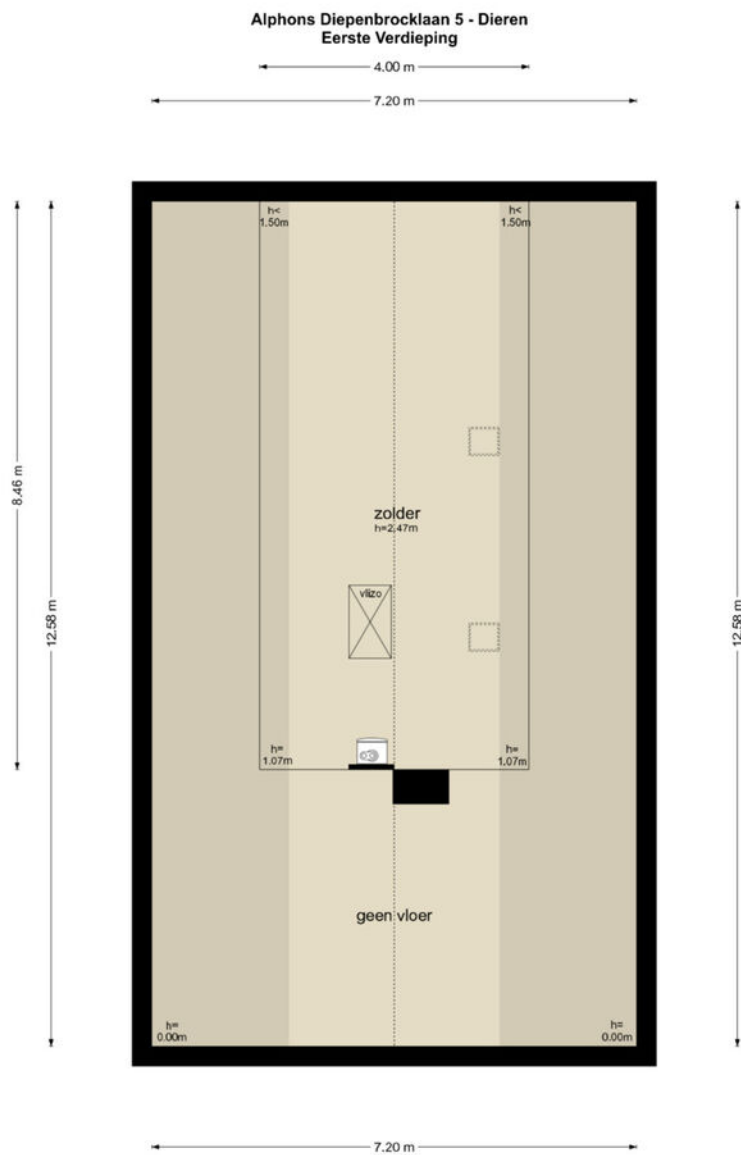 Alphons Diepenbrocklaan 5 - Dieren
Eerste Verdieping
4.00 m
7.20 m
h<
1.50m
h<
1.50m
8.46 m
12.58 m
12.58 m
zolder
h=2.47m
vlizo
h=
1.07m
h=
1.07m
geen vloer
h=
0.00m
h=
0.00m
7.20 m